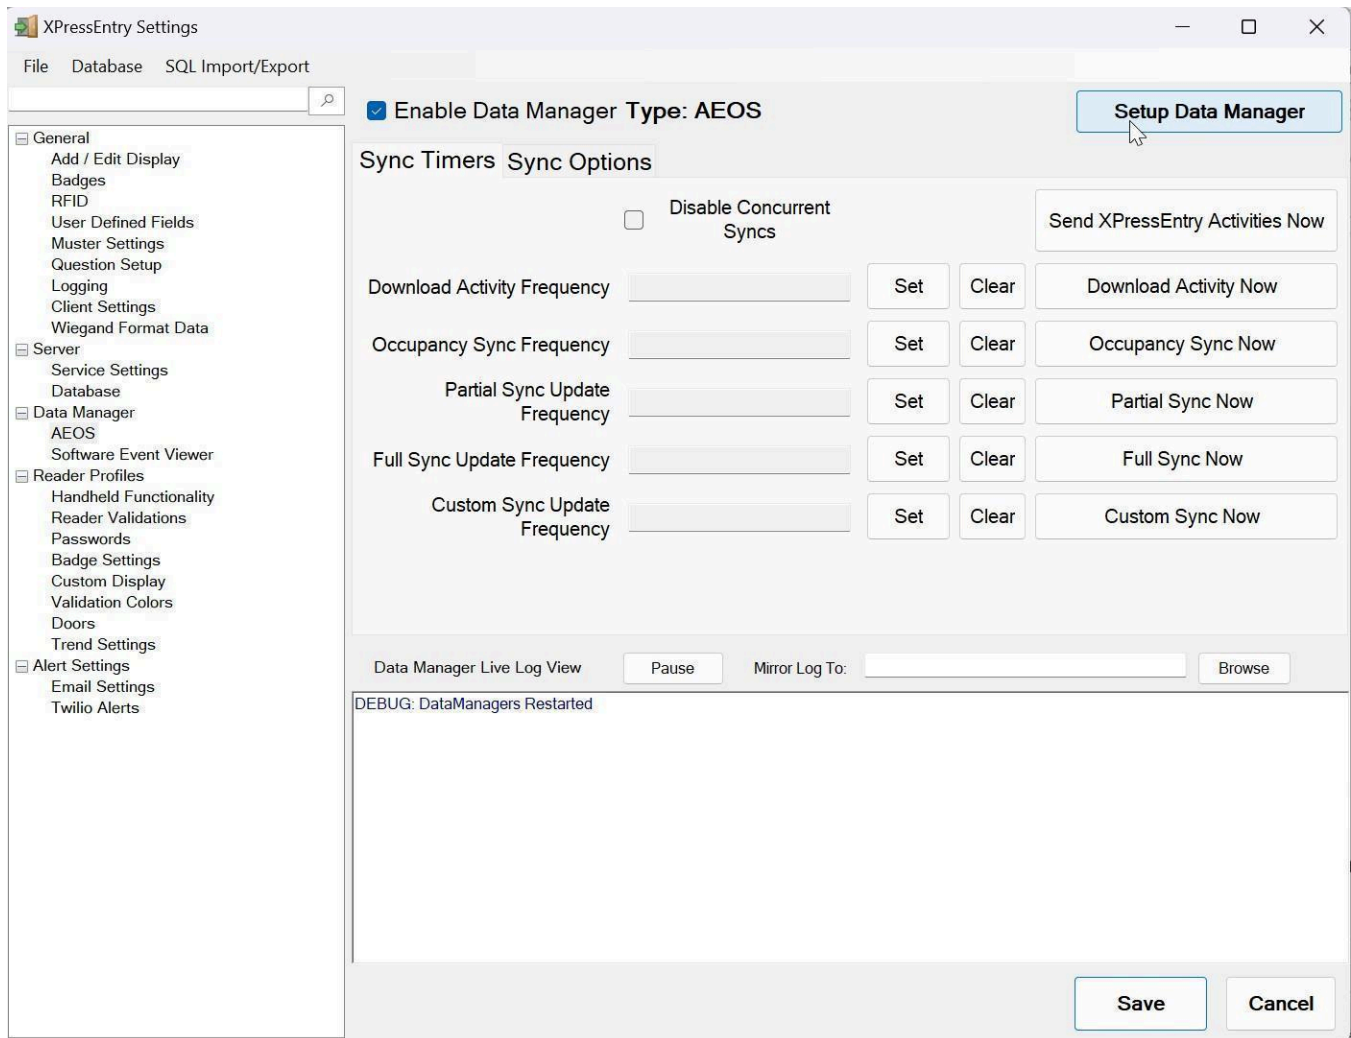 XPressEntry Settings
File Database SQL Import/Export
Enable Data Manager Type: AEOS
Setup Data Manager
General
Add / Edit Display
Badges
RFID
User Defined Fields
Muster Settings
Question Setup
Logging
Client Settings
Wiegand Format Data
Server
Service Settings
Database
Data Manager
AEOS
Software Event Viewer
Reader Profiles
Handheld Functionality
Reader Validations
Passwords
Badge Settings
Custom Display
Validation Colors
Doors
Trend Settings
Alert Settings
Email Settings
Twilio Alerts
Sync Timers Sync Options
Disable Concurrent
Syncs
Send XPressEntry Activities Now
Download Activity Frequency Set Clear Download Activity Now
Occupancy Sync Frequency Set Clear Occupancy Sync Now
Partial Sync Update
Frequency Set Clear Partial Sync Now
Full Sync Update Frequency Set Clear Full Sync Now
Custom Sync Update
Frequency Set Clear Custom Sync Now
Data Manager Live Log View Pause Mirror Log To: Browse
DEBUG: DataManagers Restarted
Save Cancel